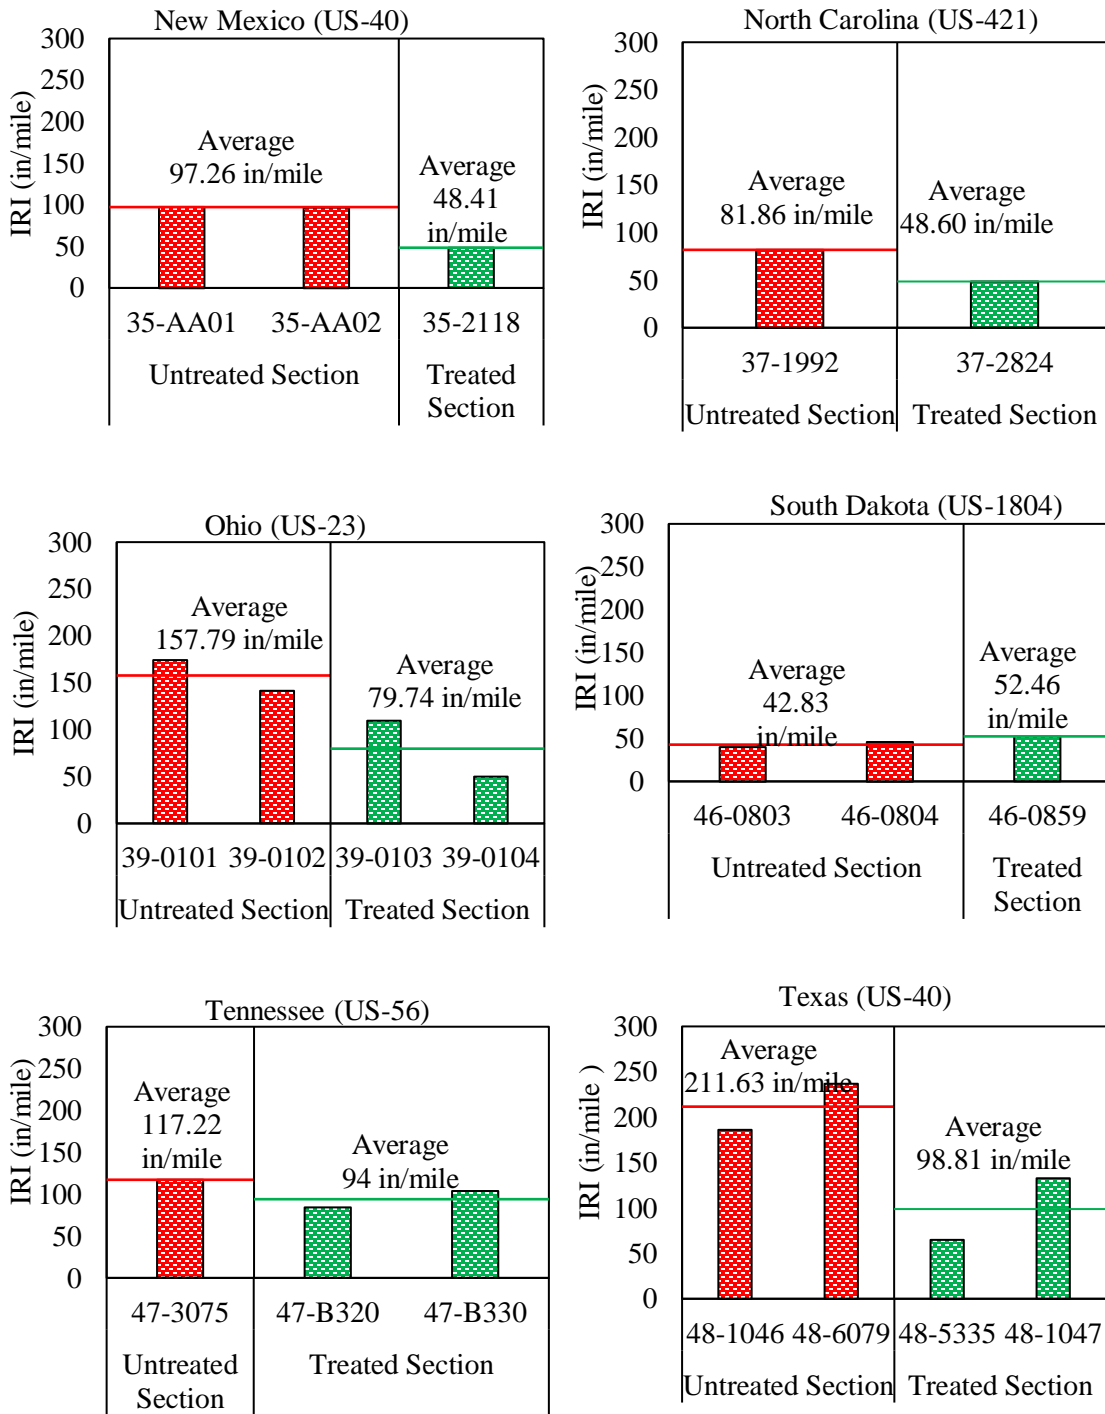 New Mexico (US-40)
IRI (in/mile)
300
250
200
150
100
50
0
Average
97.26 in/mile
Average
48.41
in/mile
35-AA01
35-AA02
35-2118
Untreated Section
Treated
Section
North Carolina (US-421)
IRI (in/mile)
300
250
200
150
100
50
0
Average
81.86 in/mile
Average
48.60 in/mile
37-1992
37-2824
Untreated Section
Treated Section
Ohio (US-23)
IRI (in/mile)
300
250
200
150
100
50
0
Average
157.79 in/mile
Average
79.74 in/mile
39-0101
39-0102
39-0103
39-0104
Untreated Section
Treated Section
South Dakota (US-1804)
IRI (in/mile)
300
250
200
150
100
50
0
Average
42.83
in/mile
Average
52.46
in/mile
46-0803
46-0804
46-0859
Untreated Section
Treated
Section
Tennessee (US-56)
IRI (in/mile)
300
250
200
150
100
50
0
Average
117.22
in/mile
Average
94 in/mile
47-3075
47-B320
47-B330
Untreated
Section
Treated Section
Texas (US-40)
IRI (in/mile )
300
250
200
150
100
50
0
Average
211.63 in/mile
Average
98.81 in/mile
48-1046
48-6079
48-5335
48-1047
Untreated Section
Treated Section